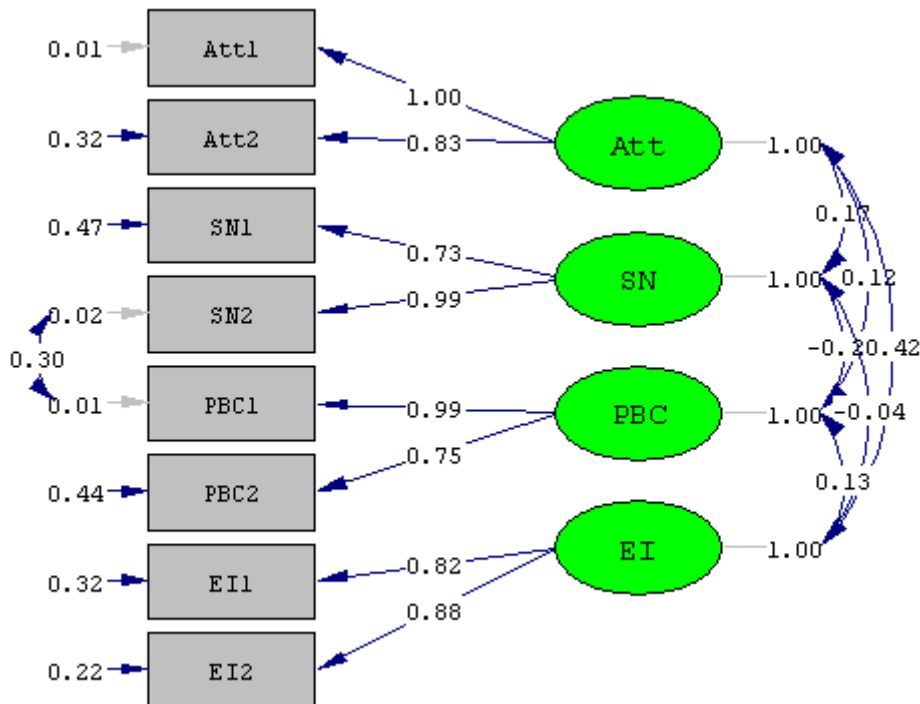 0.01 Att1
1.00
0.32 Att2 0.83 Att 1.00
0.47 SN1 0.17
0.73
0.02 SN2 0.99 SN 1.00 0.12
0.30 -0.2 0.42
0.01 PBC1 0.99 PBC 1.00 -0.04
0.75
0.44 PBC2 0.13
0.32 EI1 0.82 EI 1.00
0.88
0.22 EI2